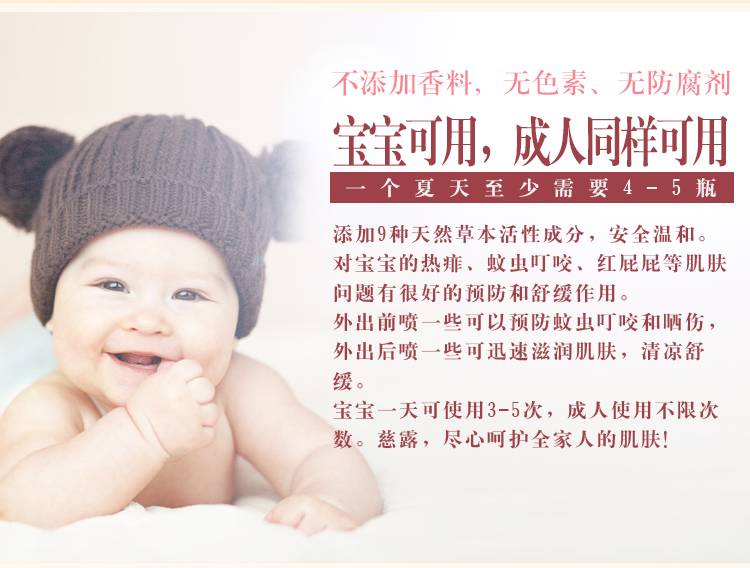 不添加香料，无色素、无防腐剂
宝宝可用，成人同样可用
一个夏天至少需要4-5瓶
添加9种天然草本活性成分，安全温和。
对宝宝的热痱、蚊虫叮咬、红屁屁等肌肤
问题有很好的预防和舒缓作用。
外出前喷一些可以预防蚊虫叮咬和晒伤，
外出后喷一些可迅速滋润肌肤，清凉舒
缓。
宝宝一天可使用3-5次，成人使用不限次
数。慈露，尽心呵护全家人的肌肤!